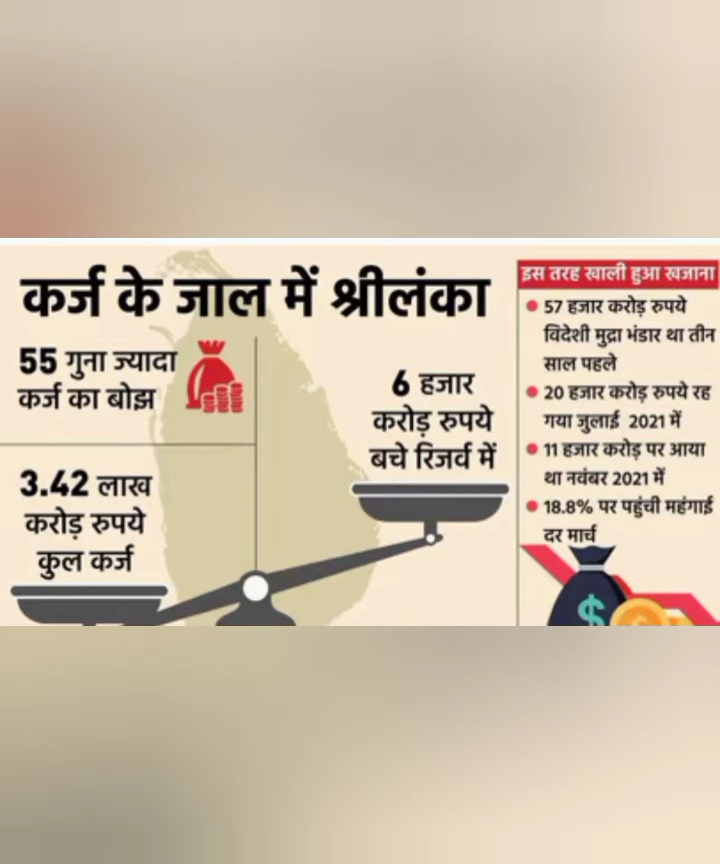 कर्ज के जाल में श्रीलंका
55 गुना ज्यादा
कर्ज का बोझ
3.42 लाख
करोड़ रुपये
कुल कर्ज
6 हजार
करोड़ रुपये
बचे रिजर्व में
इस तरह खाली हुआ खजाना
57 हजार करोड़ रुपये
विदेशी मुद्रा भंडार था तीन
साल पहले
20 हजार करोड़ रुपये रह
गया जुलाई 2021 में
11 हजार करोड़ पर आया
था नवंबर 2021 में
18.8% पर पहुंची महंगाई
दर मार्च
$